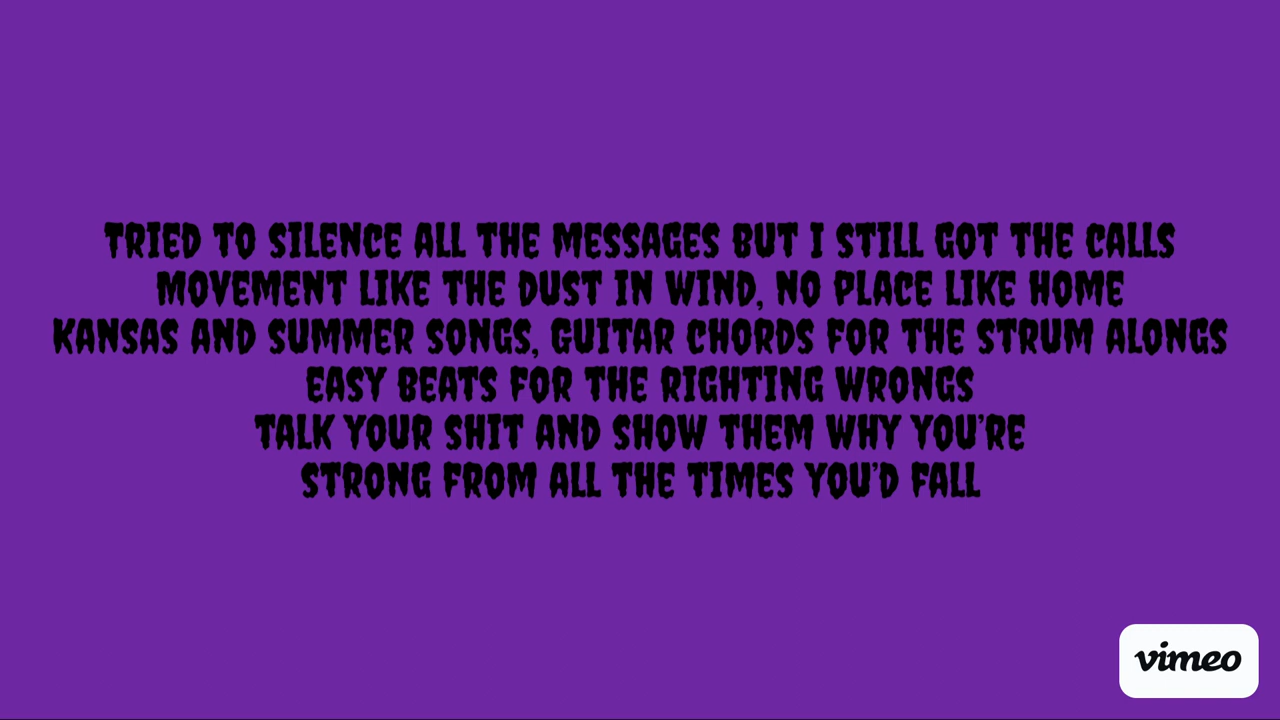 TRIED TO SILENCE ALL THE MESSAGES BUT I STILL GOT THE CALLS
MOVEMENT LIKE THE DUST IN WIND, NO PLACE LIKE HOME
KANSAS AND SUMMER SONGS, GUITAR CHORDS FOR THE STRUM ALONGS
EASY BEATS FOR THE RIGHTING WRONGS
TALK YOUR SHIT AND SHOW THEM WHY YOU'RE
STRONG FROM ALL THE TIMES YOU'D FALL
vimeo